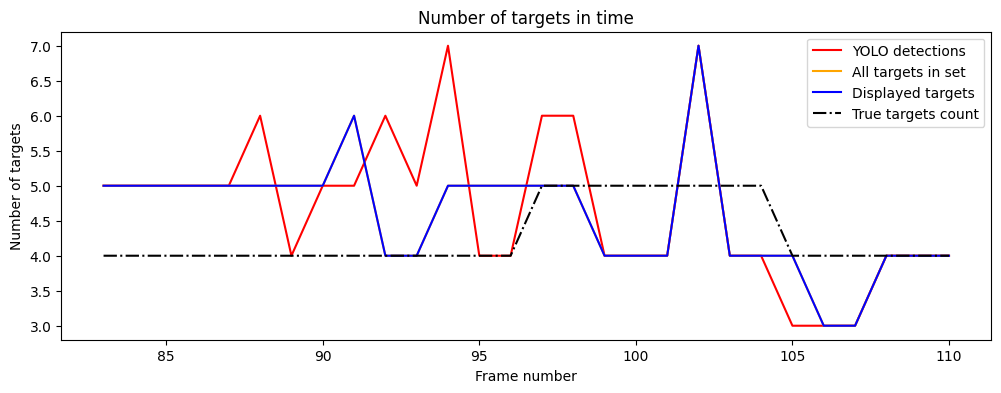 Number of targets in time
YOLO detections
All targets in set
Displayed targets
True targets count
Number of targets
7.0
6.5
6.0
5.5
5.0
4.5
4.0
3.5
3.0
85
90
95
100
105
110
Frame number